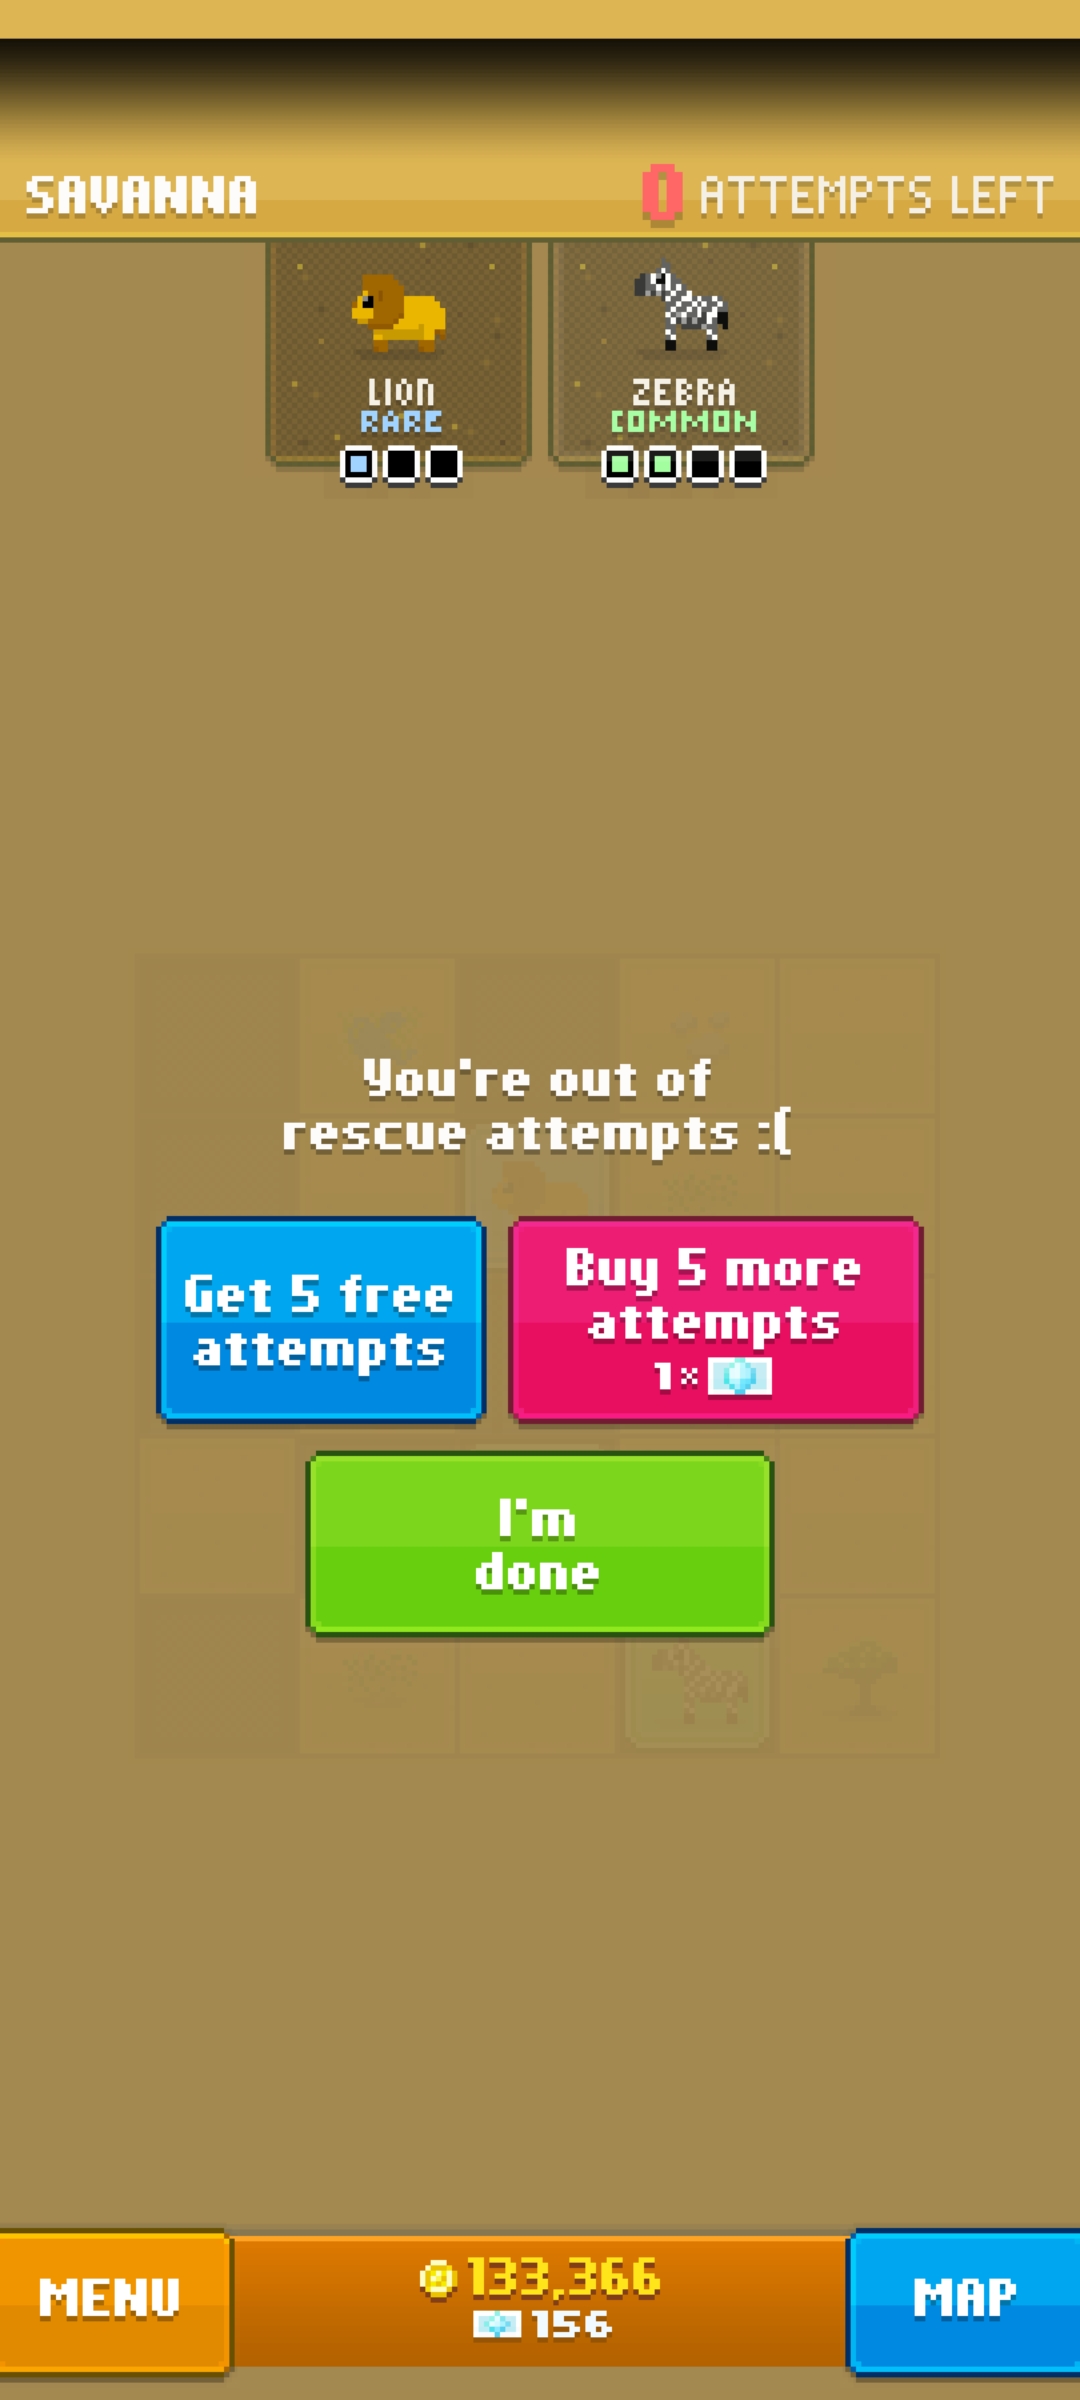 SAVANNA
0 ATTEMPTS LEFT
LION
RARE
ZEBRA
COMMON
You're out of
rescue attempts :(
Get 5 free
attempts
Buy 5 more
attempts
1×
I'm
done
MENU
133,366
156
MAP